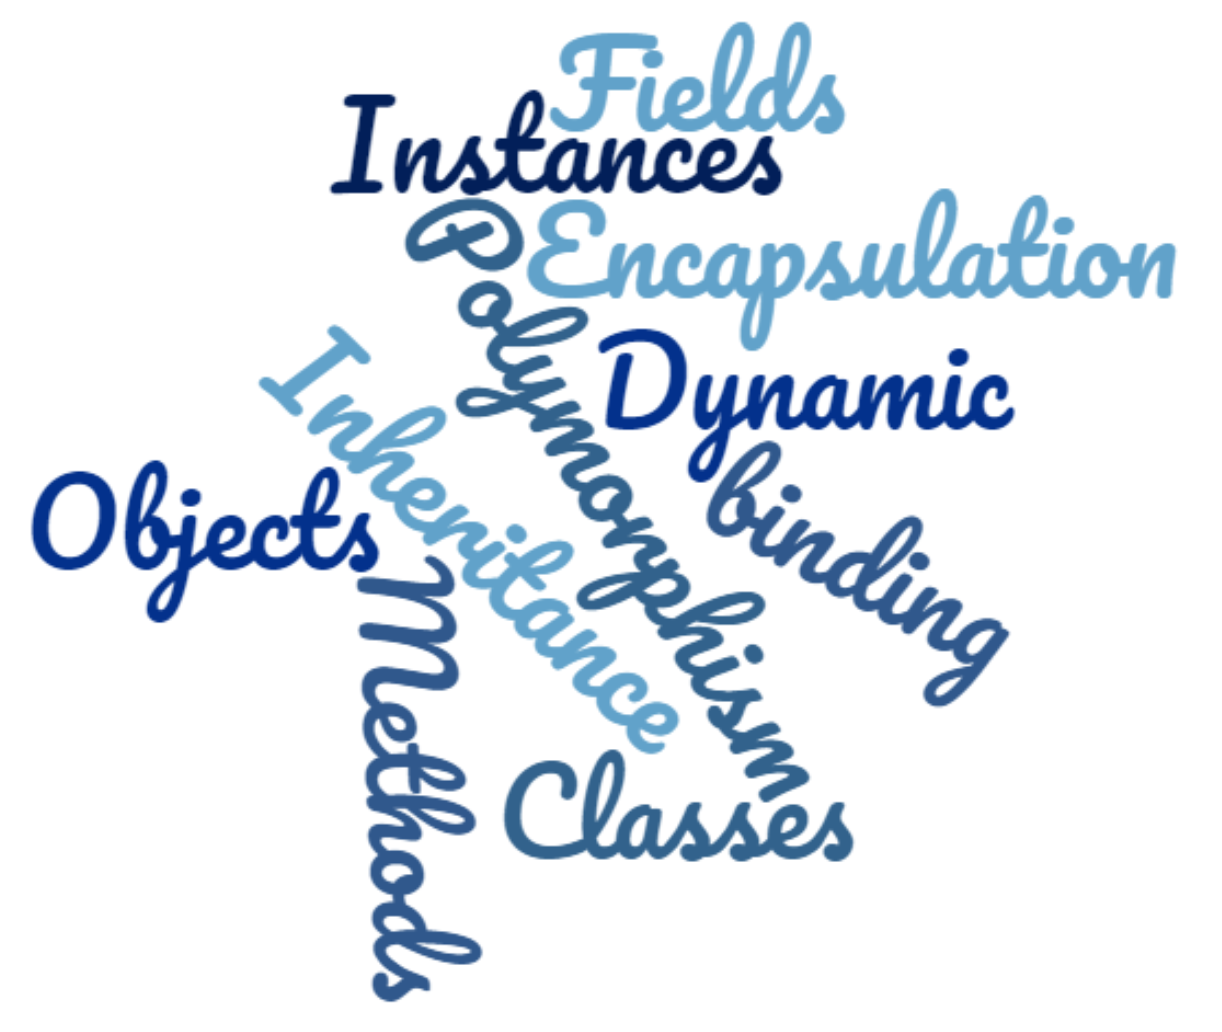 Fields
Instances
Encapsulation
Polymorphism
Dynamic
Inheritance
binding
Objects
Methods
Classes